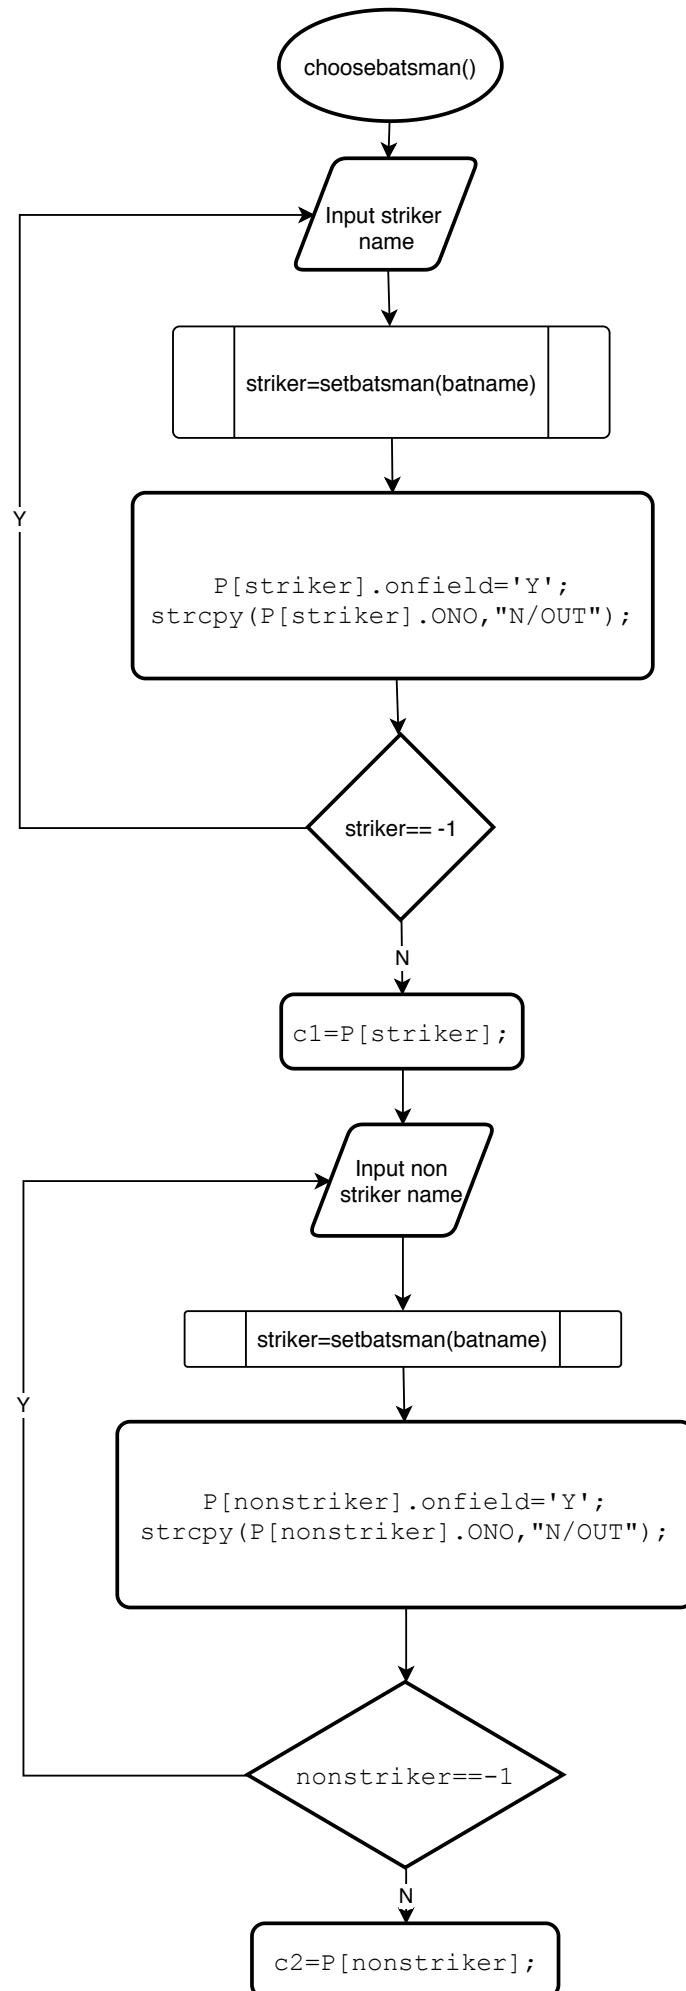 choosebatsman()
Input striker
name
striker=setbatsman(batname)
Y
P[striker].onfield='Y';
strcpy(P[striker].ONO,"N/OUT");
striker== -1
N
c1=P[striker];
Input non
striker name
striker=setbatsman(batname)
Y
P[nonstriker].onfield='Y';
strcpy(P[nonstriker].ONO,"N/OUT");
nonstriker==-1
N
c2=P[nonstriker];